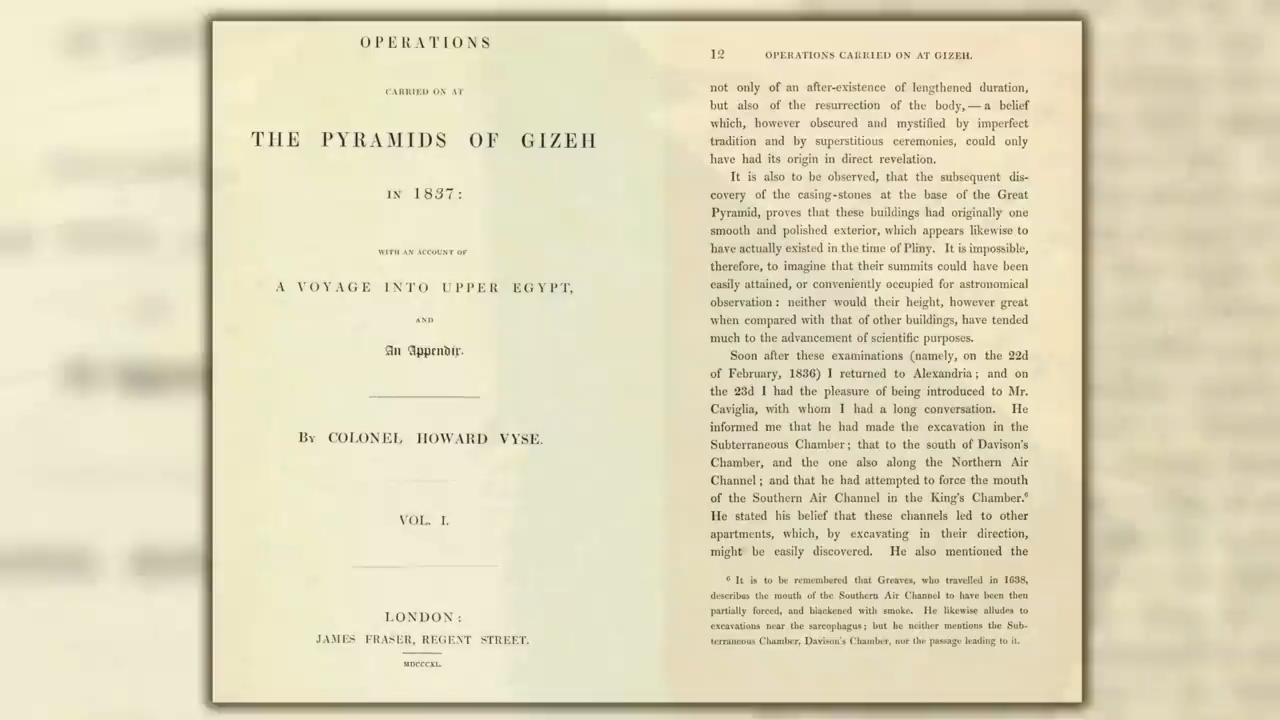 OPERATIONS
CARRIED ON AT
THE PYRAMIDS OF GIZEH
IN 1837:
WITH AN ACCOUNT OF
A VOYAGE INTO UPPER EGYPT,
AND
An Appendix.
BY COLONEL HOWARD VYSE.
VOL. I.
LONDON:
JAMES FRASER, REGENT STREET.
MDCCCXL.
12 OPERATIONS CARRIED ON AT GIZEH.
not only of an after-existence of lengthened duration,
but also of the resurrection of the body,—a belief
which, however obscured and mystified by imperfect
tradition and by superstitious ceremonies, could only
have had its origin in direct revelation.
It is also to be observed, that the subsequent dis-
covery of the casing-stones at the base of the Great
Pyramid, proves that these buildings had originally one
smooth and polished exterior, which appears likewise to
have actually existed in the time of Pliny. It is impossible,
therefore, to imagine that their summits could have been
easily attained, or conveniently occupied for astronomical
observation: neither would their height, however great
when compared with that of other buildings, have tended
much to the advancement of scientific purposes.
Soon after these examinations (namely, on the 22d
of February, 1836) I returned to Alexandria; and on
the 23d I had the pleasure of being introduced to Mr.
Caviglia, with whom I had a long conversation. He
informed me that he had made the excavation in the
Subterraneous Chamber; that to the south of Davison's
Chamber, and the one also along the Northern Air
Channel; and that he had attempted to force the mouth
of the Southern Air Channel in the King's Chamber.⁶
He stated his belief that these channels led to other
apartments, which, by excavating in their direction,
might be easily discovered. He also mentioned the
⁶ It is to be remembered that Greaves, who travelled in 1638,
describes the mouth of the Southern Air Channel to have been then
partially forced, and blackened with smoke. He likewise alludes to
excavations near the sarcophagus; but he neither mentions the Sub-
terraneous Chamber, Davison's Chamber, nor the passage leading to it.